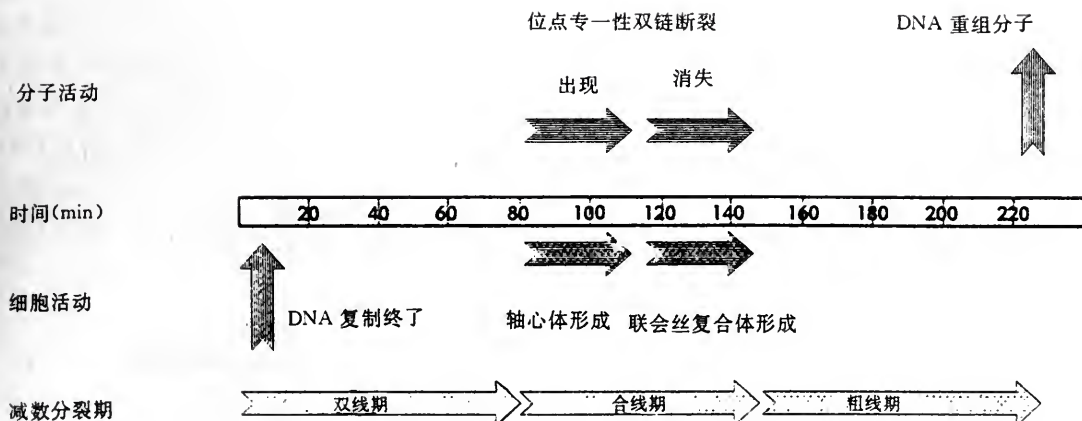 位点专一性双链断裂 DNA 重组分子
分子活动 出现 消失
时间(min) 20 40 60 80 100 120 140 160 180 200 220
细胞活动 DNA 复制终了 轴心体形成 联会丝复合体形成
减数分裂期 双线期 合线期 粗线期